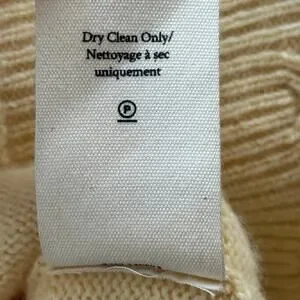 Dry Clean Only/
Nettoyage à sec
uniquement
P